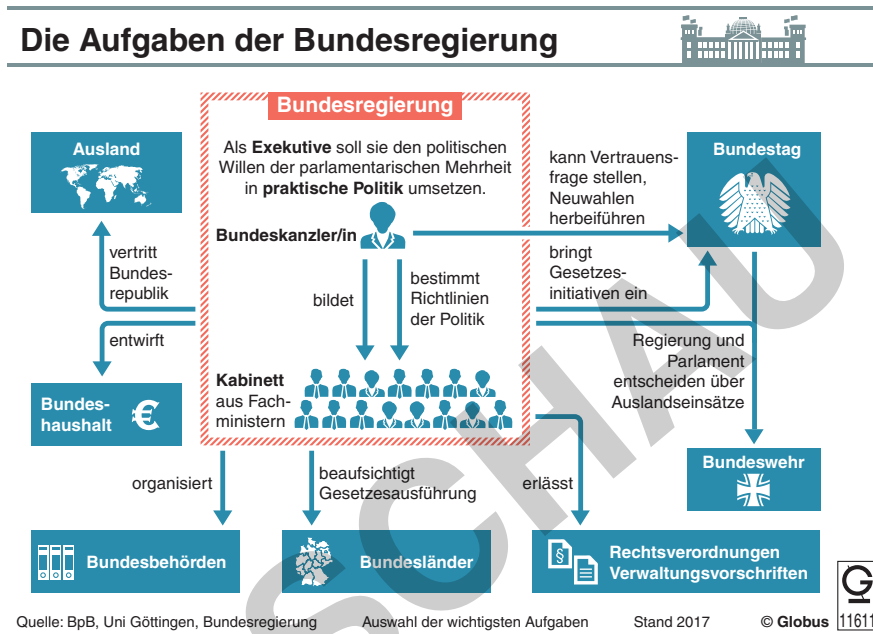 Die Aufgaben der Bundesregierung
Bundesregierung
Als Exekutive soll sie den politischen
Willen der parlamentarischen Mehrheit
in praktische Politik umsetzen.
Bundeskanzler/in
bildet
bestimmt
Richtlinien
der Politik
Kabinett
aus Fach-
ministern
Ausland
vertritt
Bundes-
republik
entwirft
Bundes-
haushalt €
kann Vertrauens-
frage stellen,
Neuwahlen
herbeiführen
Bundestag
bringt
Gesetzes-
initiativen ein
Regierung und
Parlament
entscheiden über
Auslandseinsätze
Bundeswehr
organisiert
Bundesbehörden
beaufsichtigt
Gesetzesausführung
Bundesländer
erlässt
§
Rechtsverordnungen
Verwaltungsvorschriften
Quelle: BpB, Uni Göttingen, Bundesregierung
Auswahl der wichtigsten Aufgaben
Stand 2017
© Globus
G
11611
SCHAU